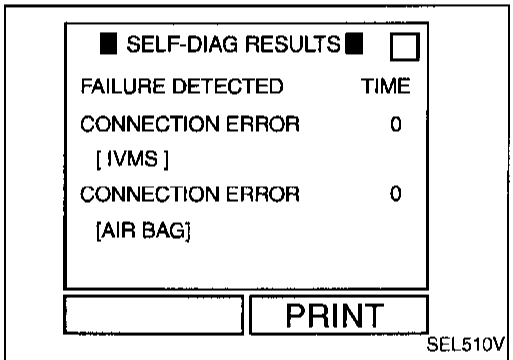 SELF-DIAG RESULTS
FAILURE DETECTED TIME
CONNECTION ERROR 0
[ IVMS ]
CONNECTION ERROR 0
[AIR BAG]
PRINT
SEL510V